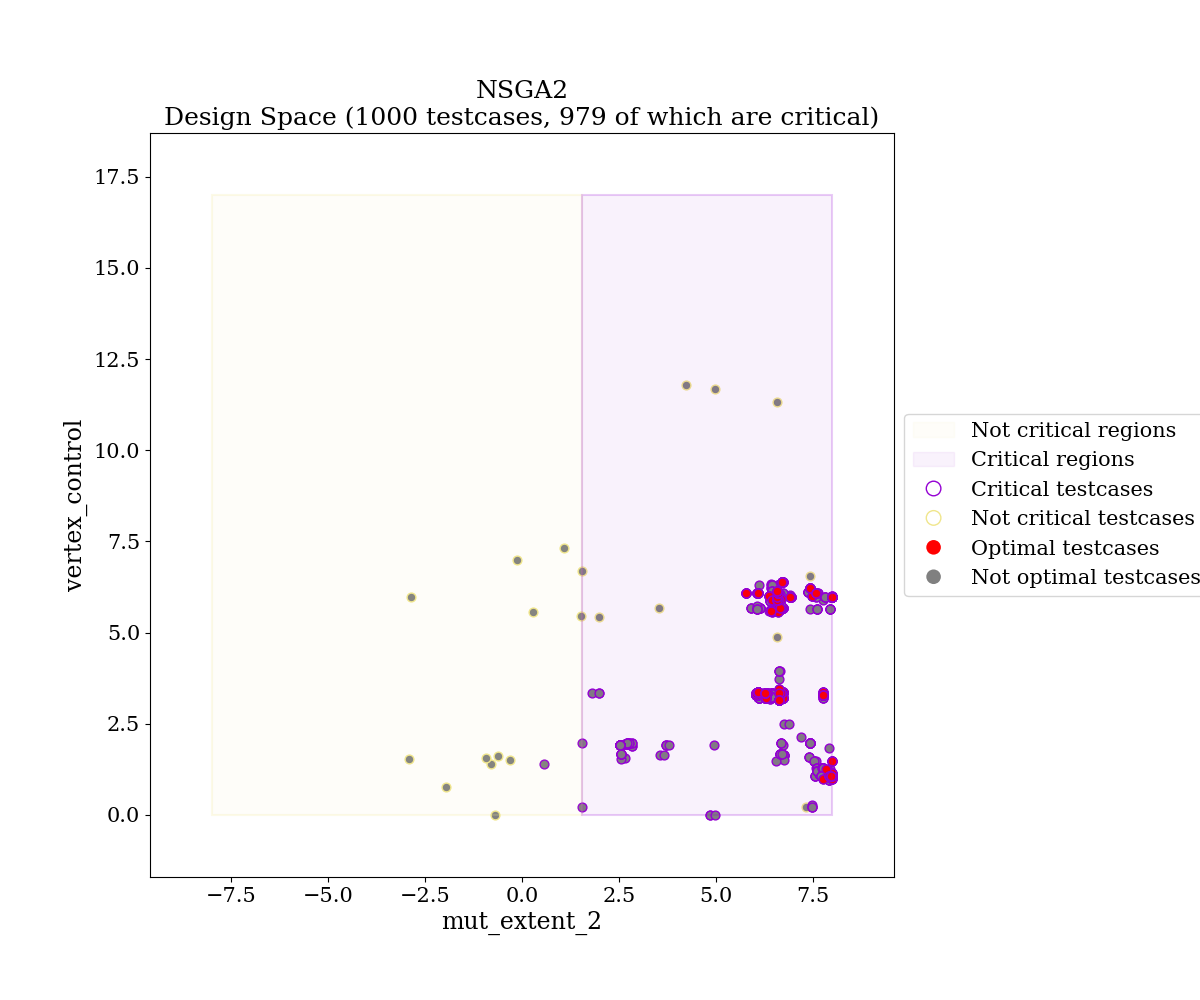 NSGA2
Design Space (1000 testcases, 979 of which are critical)
17.5
15.0
12.5
10.0
7.5
5.0
2.5
0.0
vertex_control
−7.5
−5.0
−2.5
0.0
2.5
5.0
7.5
mut_extent_2
Not critical regions
Critical regions
Critical testcases
Not critical testcases
Optimal testcases
Not optimal testcases